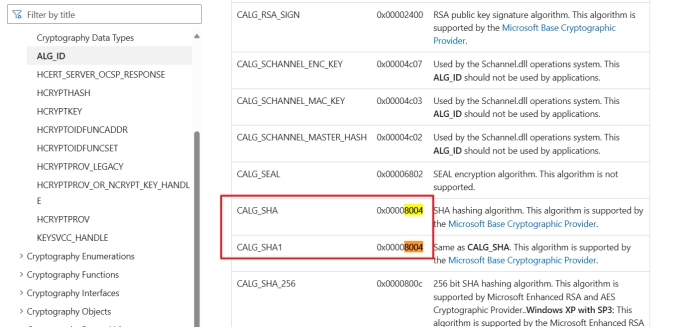 Filter by title
Cryptography Data Types
ALG_ID
HCERT_SERVER_OCSP_RESPONSE
HCRYPTHASH
HCRYPTKEY
HCRYPTOIDFUNCADDR
HCRYPTOIDFUNCSET
HCRYPTPROV_LEGACY
HCRYPTPROV_OR_NCRYPT_KEY_HANDL
E
HCRYPTPROV
KEYSVCC_HANDLE
> Cryptography Enumerations
> Cryptography Functions
> Cryptography Interfaces
> Cryptography Objects
CALG_RSA_SIGN 0x00002400 RSA public key signature algorithm. This algorithm is
supported by the Microsoft Base Cryptographic
Provider.
CALG_SCHANNEL_ENC_KEY 0x00004c07 Used by the Schannel.dll operations system. This
ALG_ID should not be used by applications.
CALG_SCHANNEL_MAC_KEY 0x00004c03 Used by the Schannel.dll operations system. This
ALG_ID should not be used by applications.
CALG_SCHANNEL_MASTER_HASH 0x00004c02 Used by the Schannel.dll operations system. This
ALG_ID should not be used by applications.
CALG_SEAL 0x00006802 SEAL encryption algorithm. This algorithm is not
supported.
CALG_SHA 0x00008004 SHA hashing algorithm. This algorithm is supported by
the Microsoft Base Cryptographic Provider.
CALG_SHA1 0x00008004 Same as CALG_SHA. This algorithm is supported by
the Microsoft Base Cryptographic Provider.
CALG_SHA_256 0x0000800c 256 bit SHA hashing algorithm. This algorithm is
supported by Microsoft Enhanced RSA and AES
Cryptographic Provider..Windows XP with SP3: This
algorithm is supported by the Microsoft Enhanced RSA